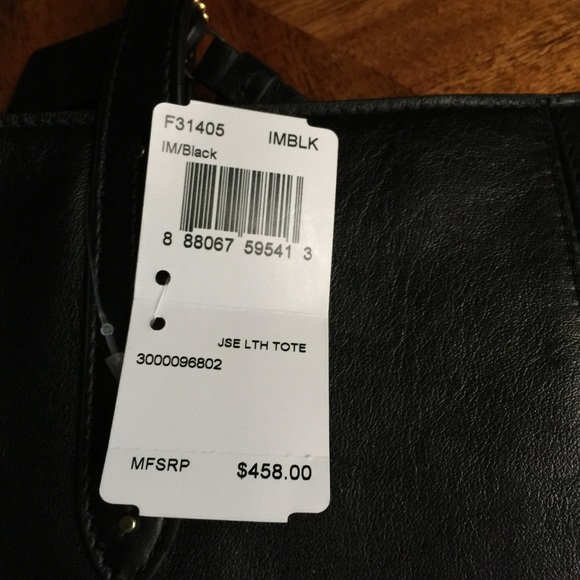 F31405 IMBLK
IM/Black
8 88067 59541 3
JSE LTH TOTE
3000096802
MFSRP $458.00